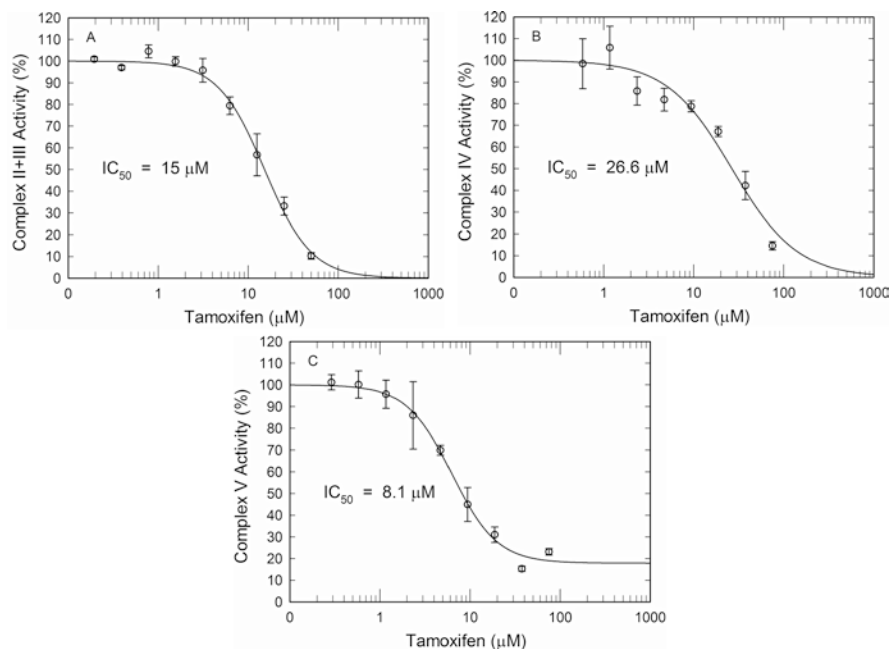 A
Complex II+III Activity (%)
120
110
100
90
80
70
60
50
40
30
20
10
0
IC50 = 15 μM
0 1 10 100 1000
Tamoxifen (μM)
B
Complex IV Activity (%)
120
110
100
90
80
70
60
50
40
30
20
10
0
IC50 = 26.6 μM
0 1 10 100 1000
Tamoxifen (μM)
C
Complex V Activity (%)
120
110
100
90
80
70
60
50
40
30
20
10
0
IC50 = 8.1 μM
0 1 10 100 1000
Tamoxifen (μM)